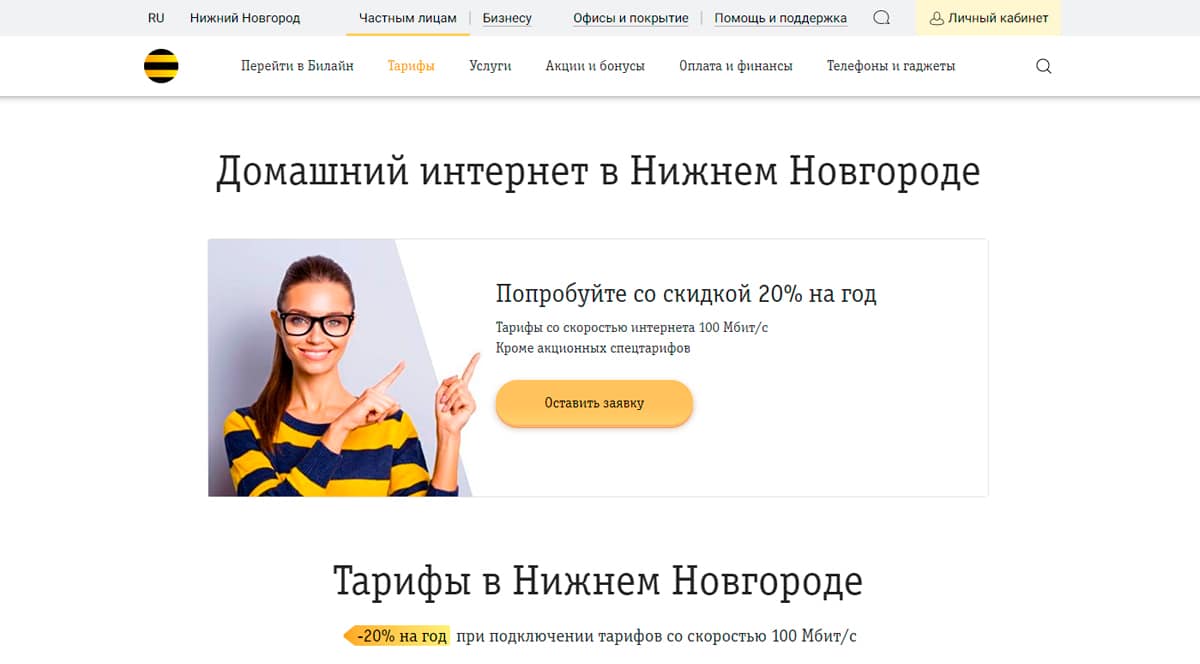 RU Нижний Новгород Частным лицам Бизнесу Офисы и покрытие Помощь и поддержка Личный кабинет
Перейти в Билайн Тарифы Услуги Акции и бонусы Оплата и финансы Телефоны и гаджеты
Домашний интернет в Нижнем Новгороде
Попробуйте со скидкой 20% на год
Тарифы со скоростью интернета 100 Мбит/с
Кроме акционных спецтарифов
Оставить заявку
Тарифы в Нижнем Новгороде
-20% на год при подключении тарифов со скоростью 100 Мбит/с